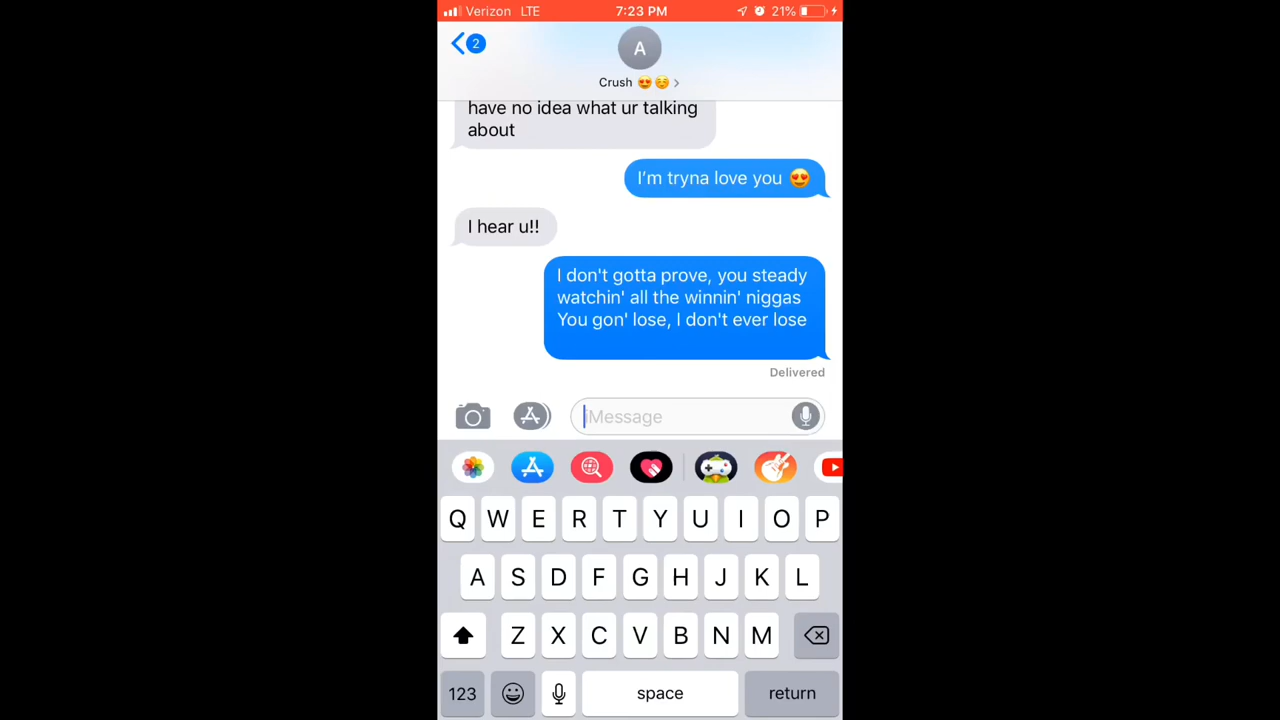 Verizon LTE 7:23 PM 21%
2
A
Crush 😍☺️ >
have no idea what ur talking
about
I'm tryna love you 😍
I hear u!!
I don't gotta prove, you steady
watchin' all the winnin' niggas
You gon' lose, I don't ever lose
Delivered
iMessage
Q W E R T Y U I O P
A S D F G H J K L
Z X C V B N M
123 space return